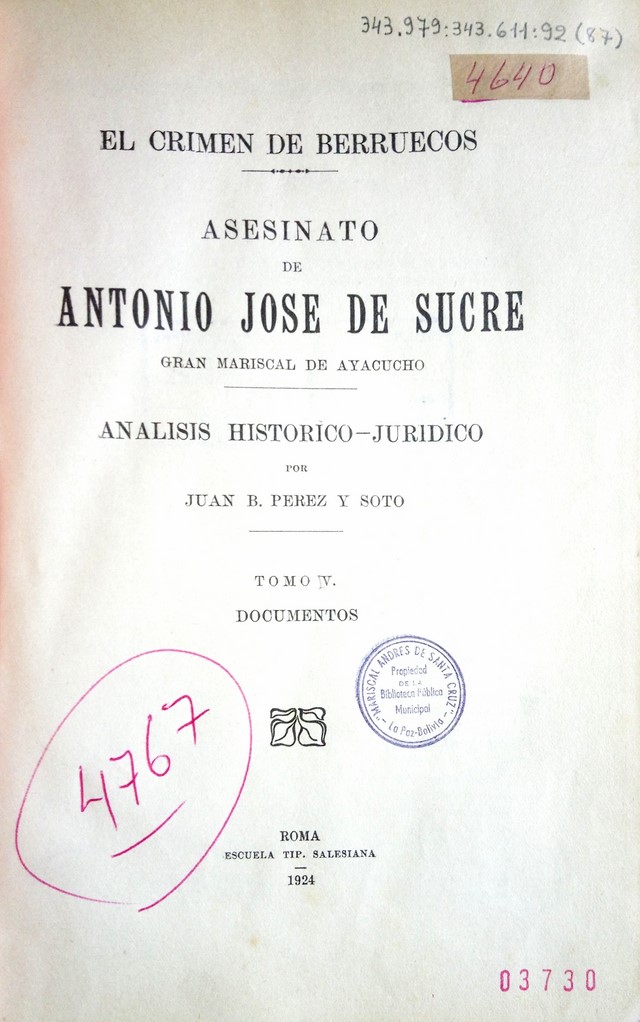 343.979:343.611:92 (87)
4640
EL CRIMEN DE BERRUECOS
ASESINATO
DE
ANTONIO JOSE DE SUCRE
GRAN MARISCAL DE AYACUCHO
ANALISIS HISTORICO-JURIDICO
POR
JUAN B. PEREZ Y SOTO
TOMO V.
DOCUMENTOS
"MARISCAL ANDRES DE SANTA CRUZ"
Propiedad
DE LA
Biblioteca Pública
Municipal
- La Paz-Bolivia -
4767
ROMA
ESCUELA TIP. SALESIANA
1924
03730